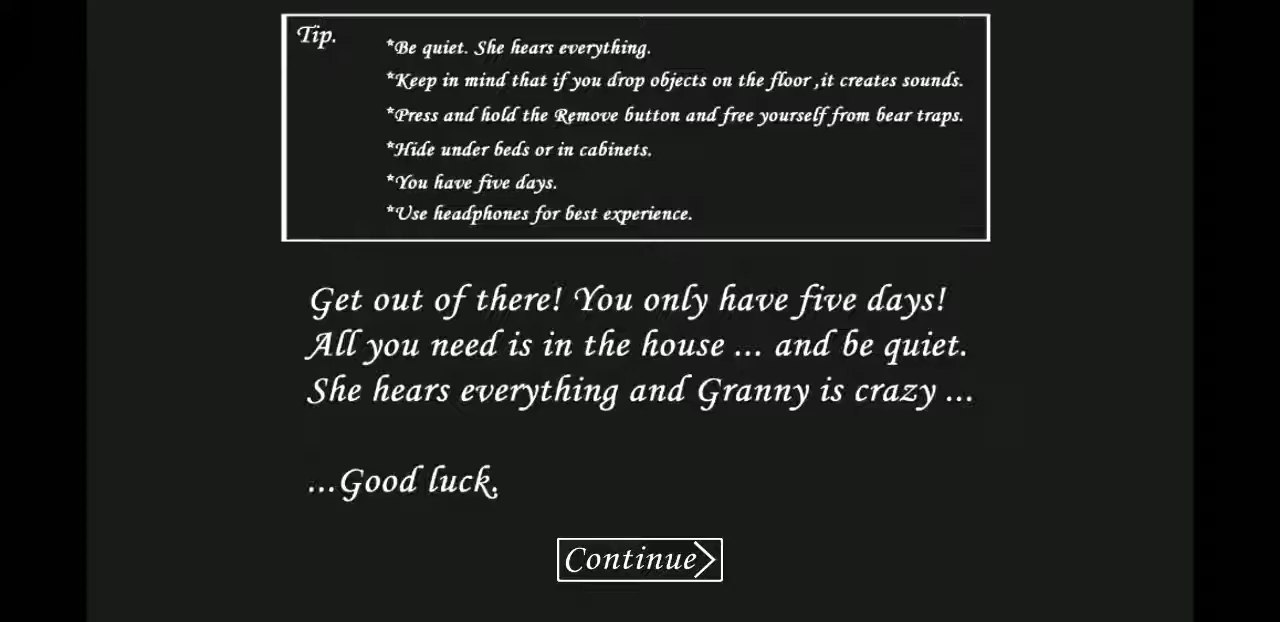 Tip.
*Be quiet. She hears everything.
*Keep in mind that if you drop objects on the floor ,it creates sounds.
*Press and hold the Remove button and free yourself from bear traps.
*Hide under beds or in cabinets.
*You have five days.
*Use headphones for best experience.
Get out of there! You only have five days!
All you need is in the house ... and be quiet.
She hears everything and Granny is crazy ...
...Good luck.
Continue